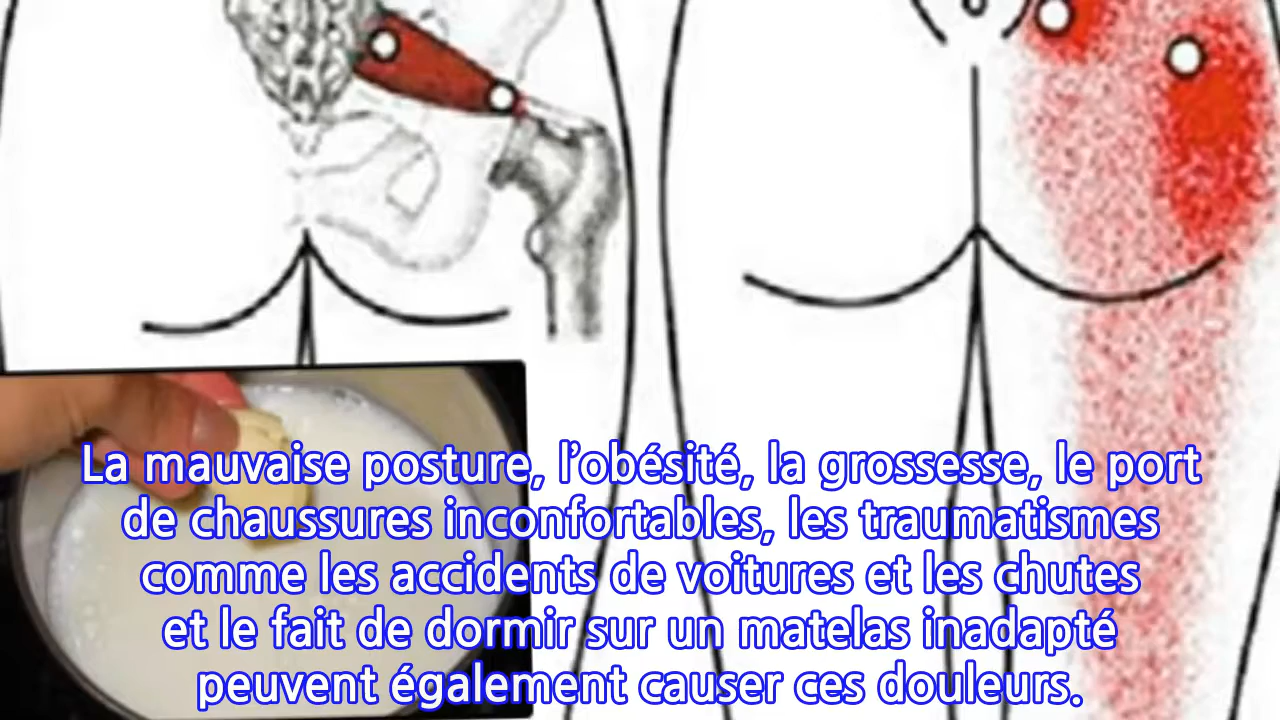 La mauvaise posture, l’obésité, la grossesse, le port
de chaussures inconfortables, les traumatismes
comme les accidents de voitures et les chutes
et le fait de dormir sur un matelas inadapté
peuvent également causer ces douleurs.